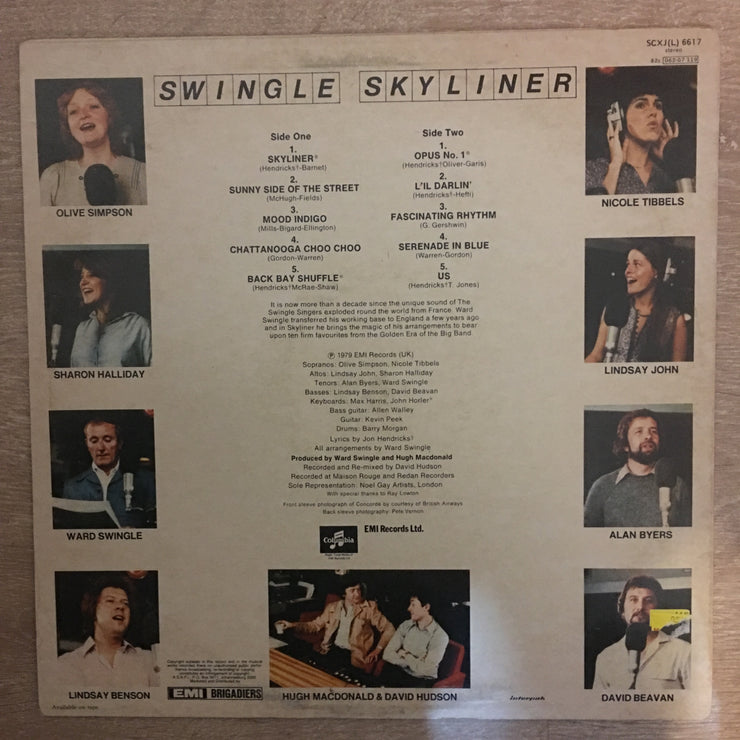 SCXJ(L) 6617
stereo
82c 062-07 119
SWINGLE SKYLINER
OLIVE SIMPSON
SHARON HALLIDAY
WARD SWINGLE
LINDSAY BENSON
Side One
1.
SKYLINER*
(Hendricks†-Barnet)
2.
SUNNY SIDE OF THE STREET
(McHugh-Fields)
3.
MOOD INDIGO
(Mills-Bigard-Ellington)
4.
CHATTANOOGA CHOO CHOO
(Gordon-Warren)
5.
BACK BAY SHUFFLE*
(Hendricks†McRae-Shaw)
Side Two
1.
OPUS No. 1*
(Hendricks†Oliver-Garis)
2.
L'IL DARLIN'
(Hendricks†-Hefti)
3.
FASCINATING RHYTHM
(G. Gershwin)
4.
SERENADE IN BLUE
(Warren-Gordon)
5.
US
(Hendricks†T. Jones)
It is now more than a decade since the unique sound of The
Swingle Singers exploded round the world from France. Ward
Swingle transferred his working base to England a few years ago
and in Skyliner he brings the magic of his arrangements to bear
upon ten firm favourites from the Golden Era of the Big Band.
℗ 1979 EMI Records (UK)
Sopranos: Olive Simpson, Nicole Tibbels
Altos: Lindsay John, Sharon Halliday
Tenors: Alan Byers, Ward Swingle
Basses: Lindsay Benson, David Beavan
Keyboards: Max Harris, John Horler*
Bass guitar: Allen Walley
Guitar: Kevin Peek
Drums: Barry Morgan
Lyrics by Jon Hendricks†
All arrangements by Ward Swingle
Produced by Ward Swingle and Hugh Macdonald
Recorded and Re-mixed by David Hudson
Recorded at Maison Rouge and Redan Recorders
Sole Representation: Noel Gay Artists, London
With special thanks to Ray Lowton
Front sleeve photograph of Concorde by courtesy of British Airways
Back sleeve photography: Pete Vernon
Columbia
EMI Records Ltd.
NICOLE TIBBELS
LINDSAY JOHN
ALAN BYERS
DAVID BEAVAN
EMI BRIGADIERS
HUGH MACDONALD & DAVID HUDSON
interpak
Available on tape